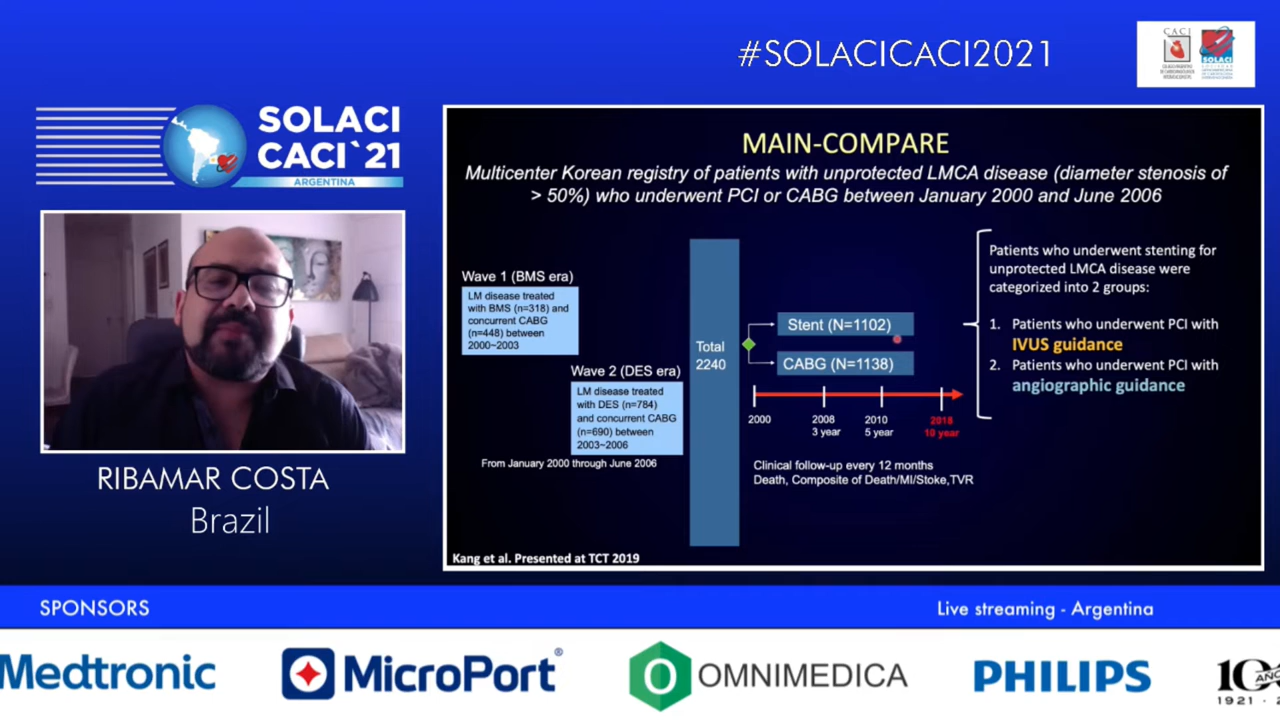 #SOLACICACI2021
CACI
SOLACI
SOLACI
CACI`21
ARGENTINA
RIBAMAR COSTA
Brazil
MAIN-COMPARE
Multicenter Korean registry of patients with unprotected LMCA disease (diameter stenosis of
> 50%) who underwent PCI or CABG between January 2000 and June 2006
Wave 1 (BMS era)
LM disease treated
with BMS (n=318) and
concurrent CABG
(n=448) between
2000~2003
Wave 2 (DES era)
LM disease treated
with DES (n=784)
and concurrent CABG
(n=690) between
2003~2006
From January 2000 through June 2006
Total
2240
Stent (N=1102)
CABG (N=1138)
2000
2008
3 year
2010
5 year
2018
10 year
Clinical follow-up every 12 months
Death, Composite of Death/MI/Stoke,TVR
Patients who underwent stenting for
unprotected LMCA disease were
categorized into 2 groups:
1. Patients who underwent PCI with
IVUS guidance
2. Patients who underwent PCI with
angiographic guidance
Kang et al. Presented at TCT 2019
SPONSORS
Live streaming - Argentina
Medtronic
MicroPort®
OMNIMEDICA
PHILIPS
100
AÑO
1921 - 2